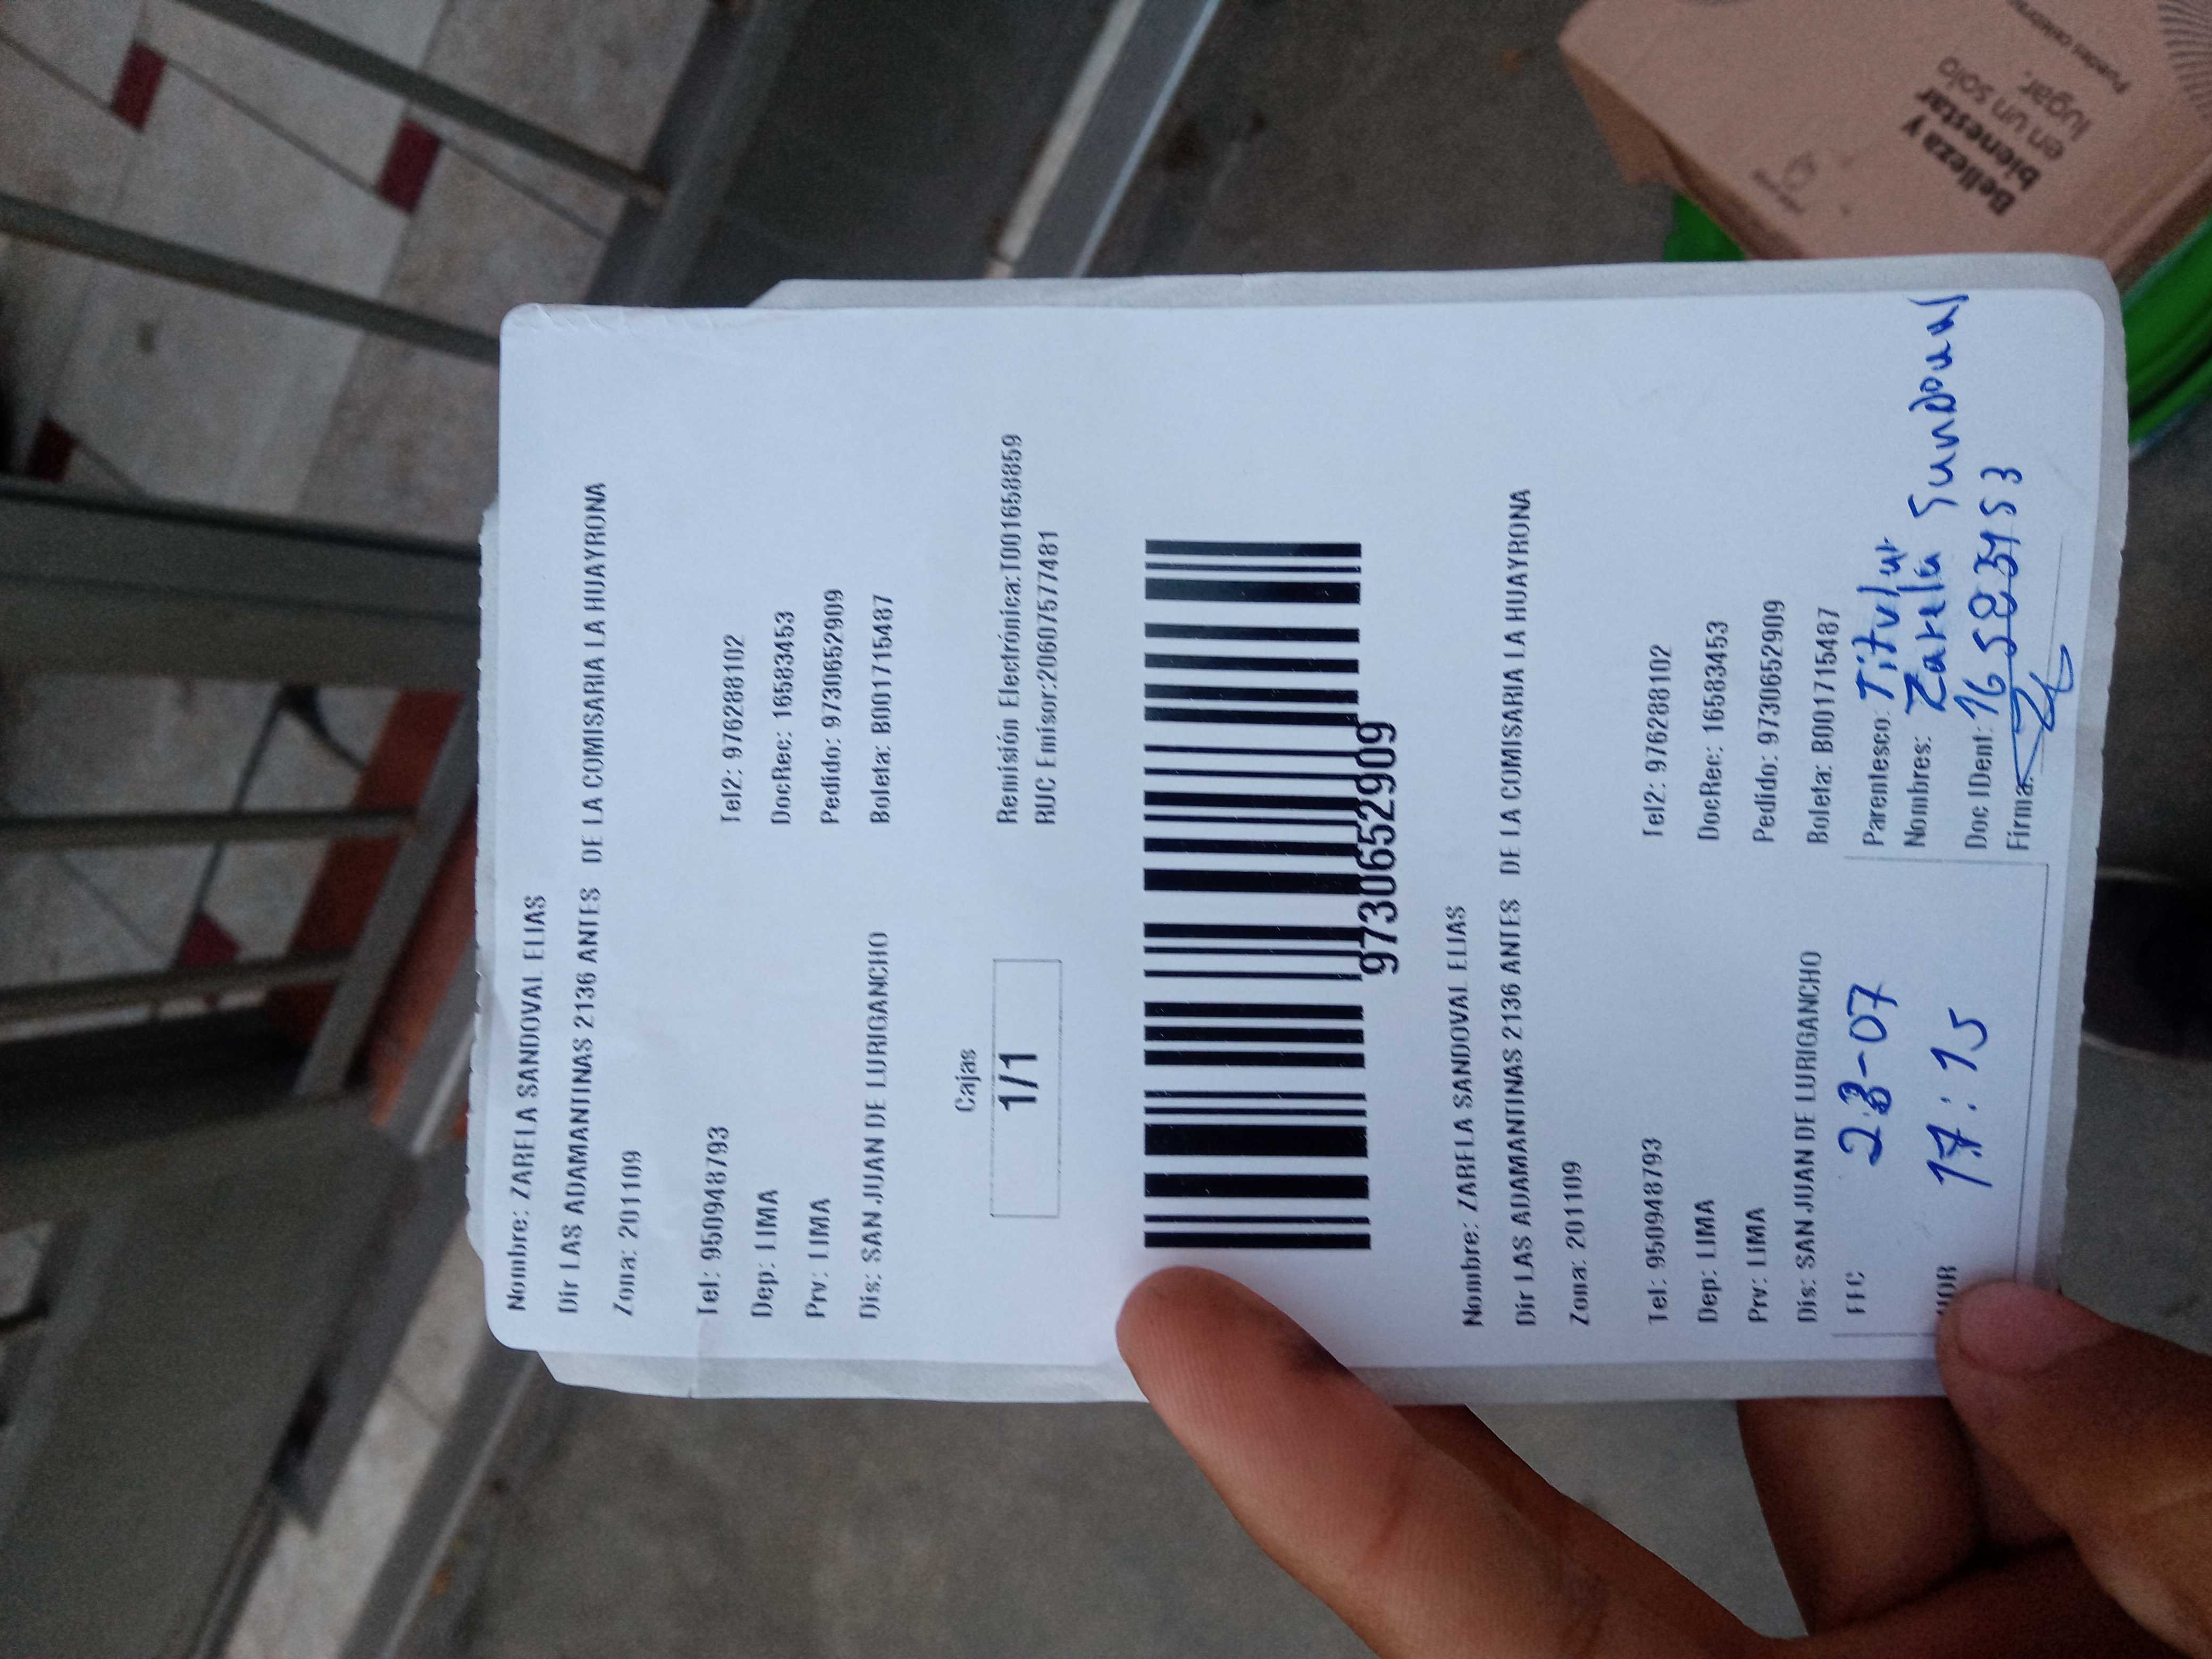 Nombre: ZARELA SANDOVAL ELIAS
Dir LAS ADAMANTINAS 2136 ANTES DE LA COMISARIA LA HUAYRONA
Zona: 201109
Tel: 950948793 Tel2: 976288102
Dep: LIMA DocRec: 16583453
Prv: LIMA Pedido: 9730652909
Dis: SAN JUAN DE LURIGANCHO Boleta: B001715487
Cajas
1/1
Remisión Electrónica:T001658859
RUC Emisor:20607577481
9730652909
Nombre: ZARELA SANDOVAL ELIAS
Dir LAS ADAMANTINAS 2136 ANTES DE LA COMISARIA LA HUAYRONA
Zona: 201109
Tel: 950948793 Tel2: 976288102
Dep: LIMA DocRec: 16583453
Prv: LIMA Pedido: 9730652909
Dis: SAN JUAN DE LURIGANCHO Boleta: B001715487
FEC 23-07
HOR 17:15
Parentesco: Titular
Nombres: Zarela Sandoval
Doc IDent: 16583453
Firma:
Belleza y
bienestar
en un solo
lugar.